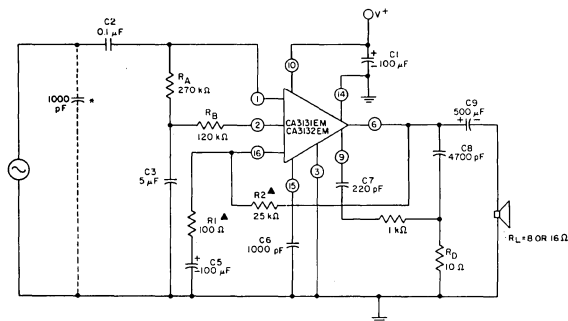 C2
0.1 µF
1000
pF
*
RA
270 kΩ
RB
120 kΩ
C3
5 µF
1
2
16
10
14
15
3
9
6
CA3131EM
CA3132EM
V+
+
C1
−100 µF
R1▲
100 Ω
R2▲
25 kΩ
+
−100 µF
C5
C6
1000 pF
C7
220 pF
1 kΩ
C9
500 µF
+ −
C8
4700 pF
RD
10 Ω
RL=8 OR 16 Ω